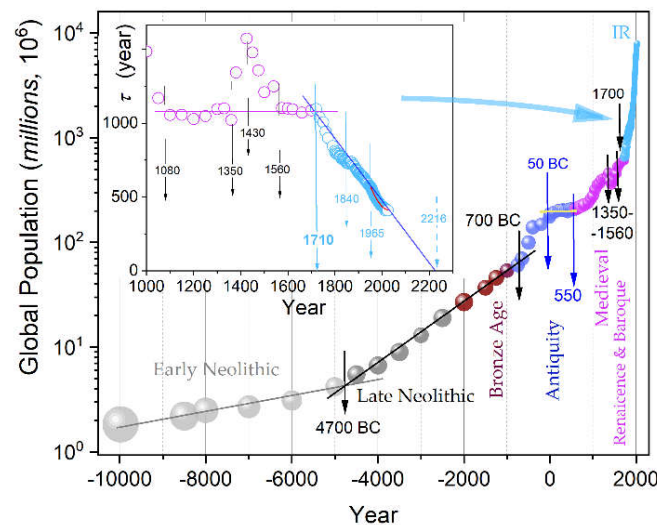 Global Population (millions, 10⁶)
10⁴
10³
10²
10¹
10⁰
-10000
-8000
-6000
-4000
-2000
0
2000
Year
τ (year)
1500
1000
500
0
1000
1200
1400
1600
1800
2000
2200
Year
1080
1350
1430
1560
1710
1840
1965
2216
IR
1700
50 BC
700 BC
1350-
-1560
550
4700 BC
Early Neolithic
Late Neolithic
Bronze Age
Antiquity
Medieval
Renaicence & Baroque